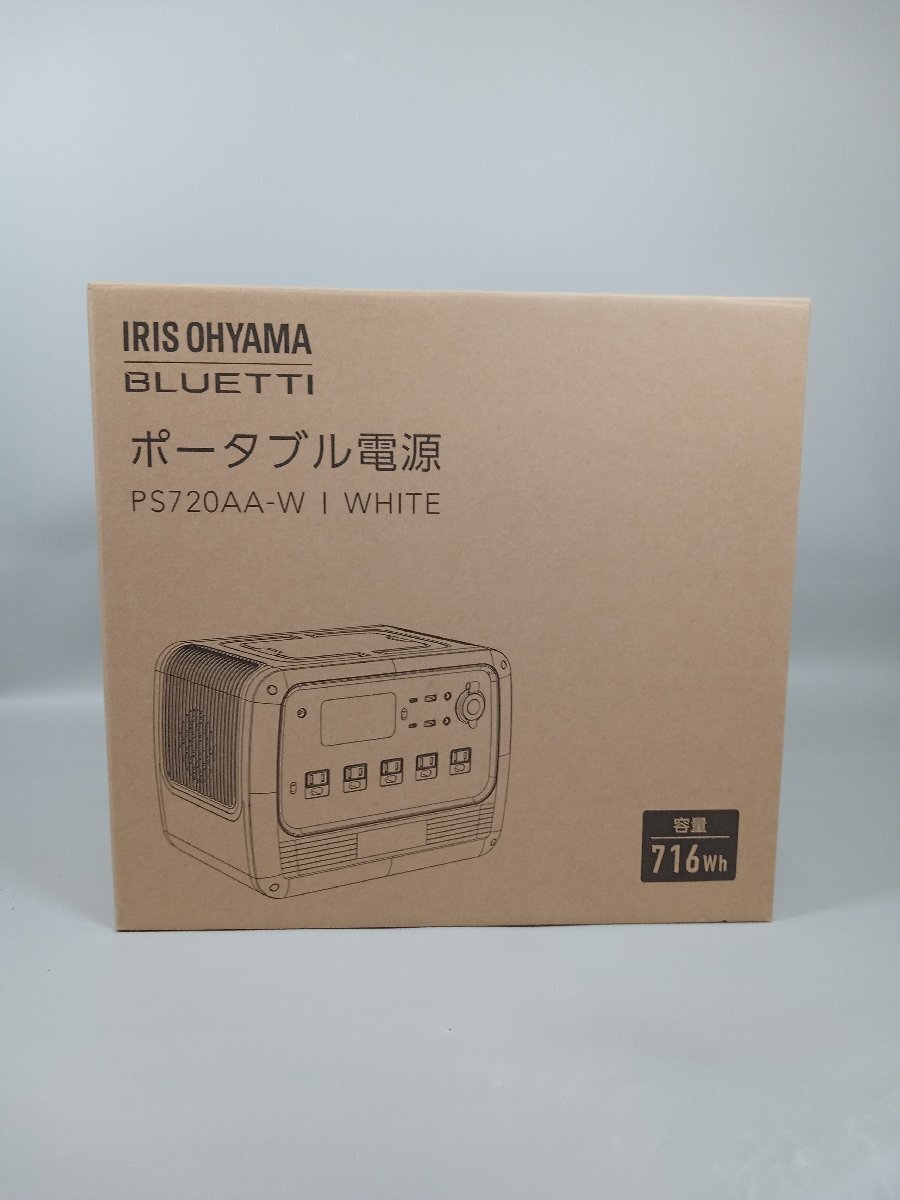 IRIS OHYAMA
BLUETTI
ポータブル電源
PS720AA-W | WHITE
容量
716Wh